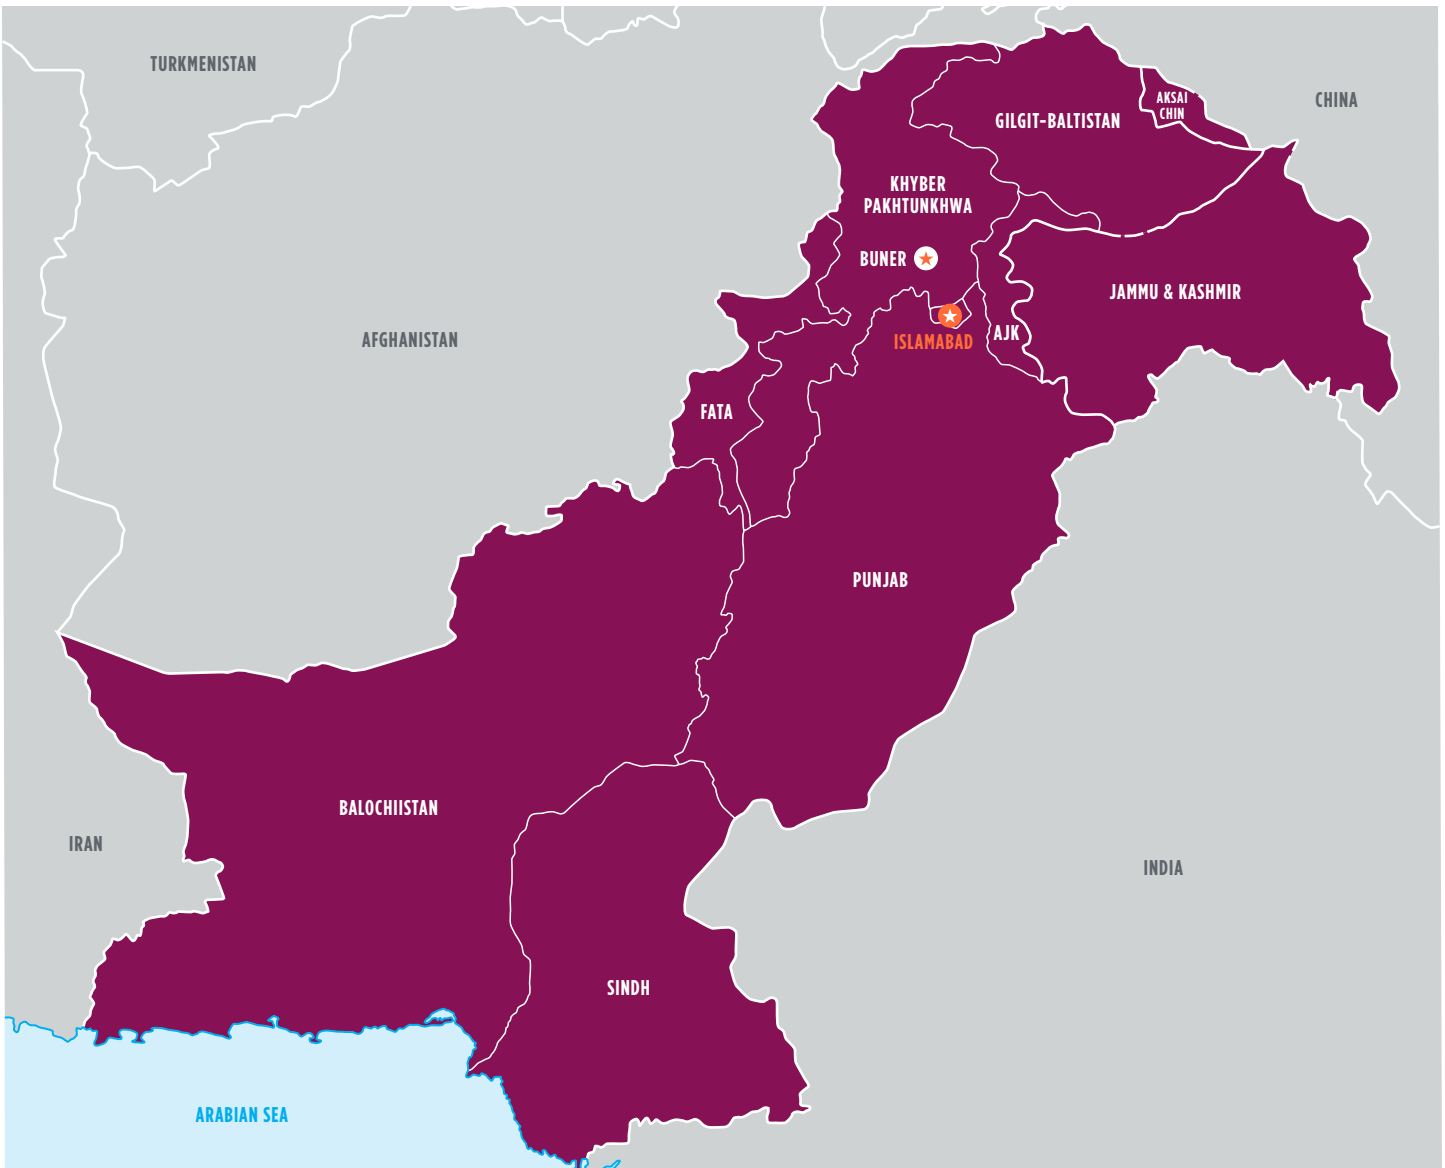 TURKMENISTAN
CHINA
AKSAI
CHIN
GILGIT-BALTISTAN
KHYBER
PAKHTUNKHWA
BUNER
JAMMU & KASHMIR
AFGHANISTAN
ISLAMABAD
AJK
FATA
PUNJAB
BALOCHIISTAN
IRAN
INDIA
SINDH
ARABIAN SEA